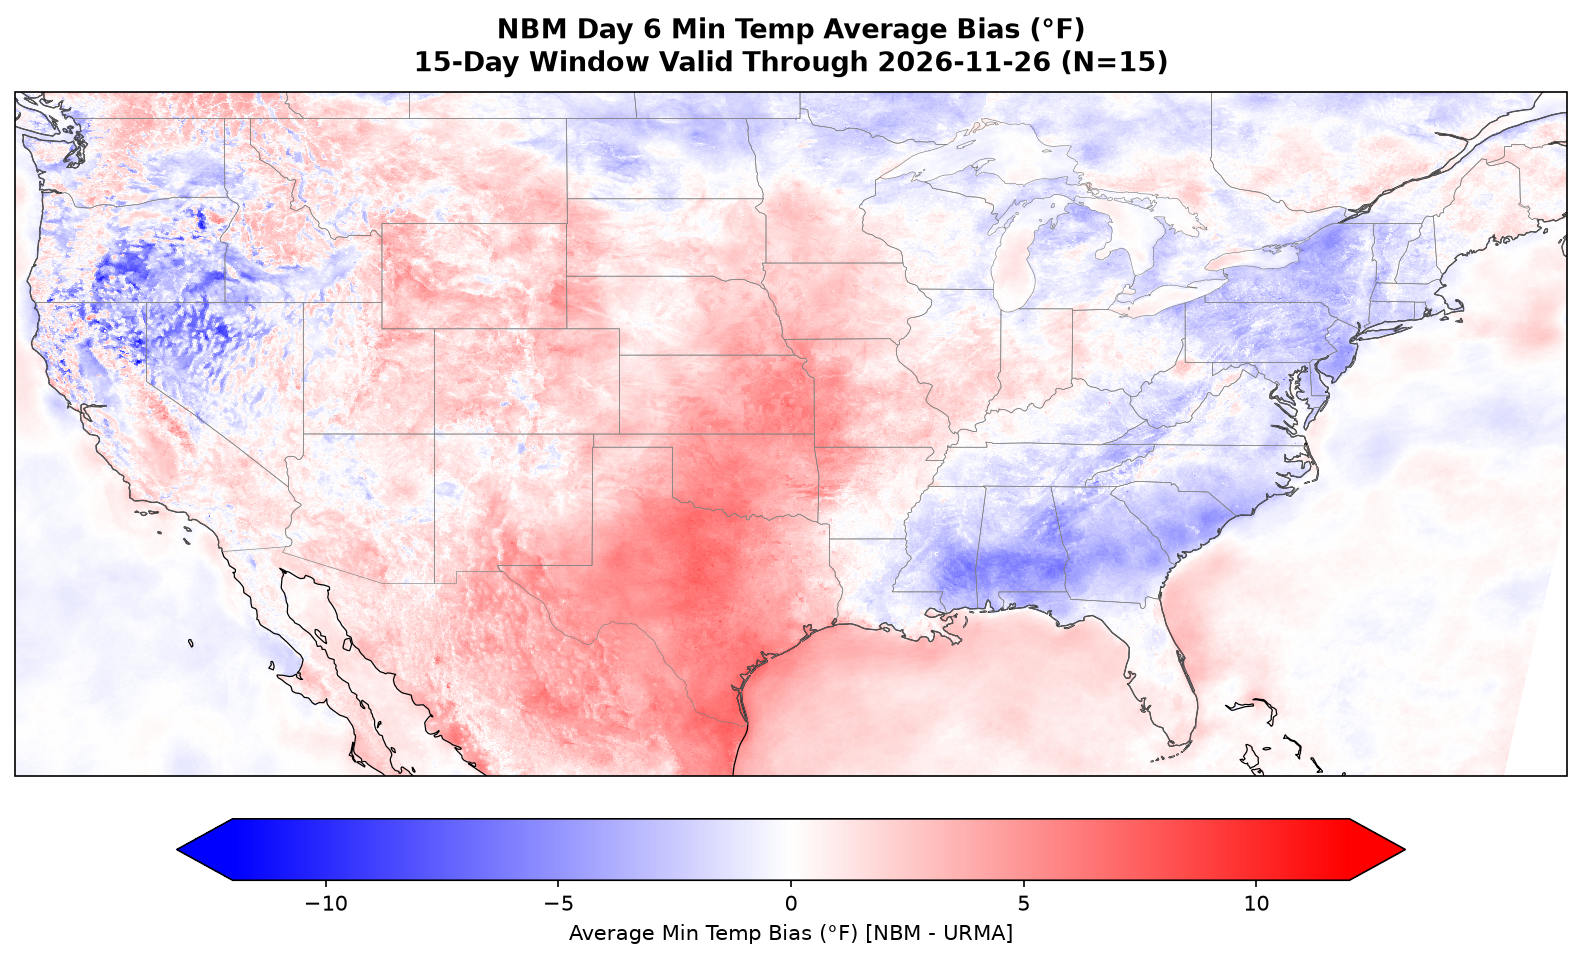 NBM Day 6 Min Temp Average Bias (°F)
15-Day Window Valid Through 2026-11-26 (N=15)
−10 −5 0 5 10
Average Min Temp Bias (°F) [NBM - URMA]